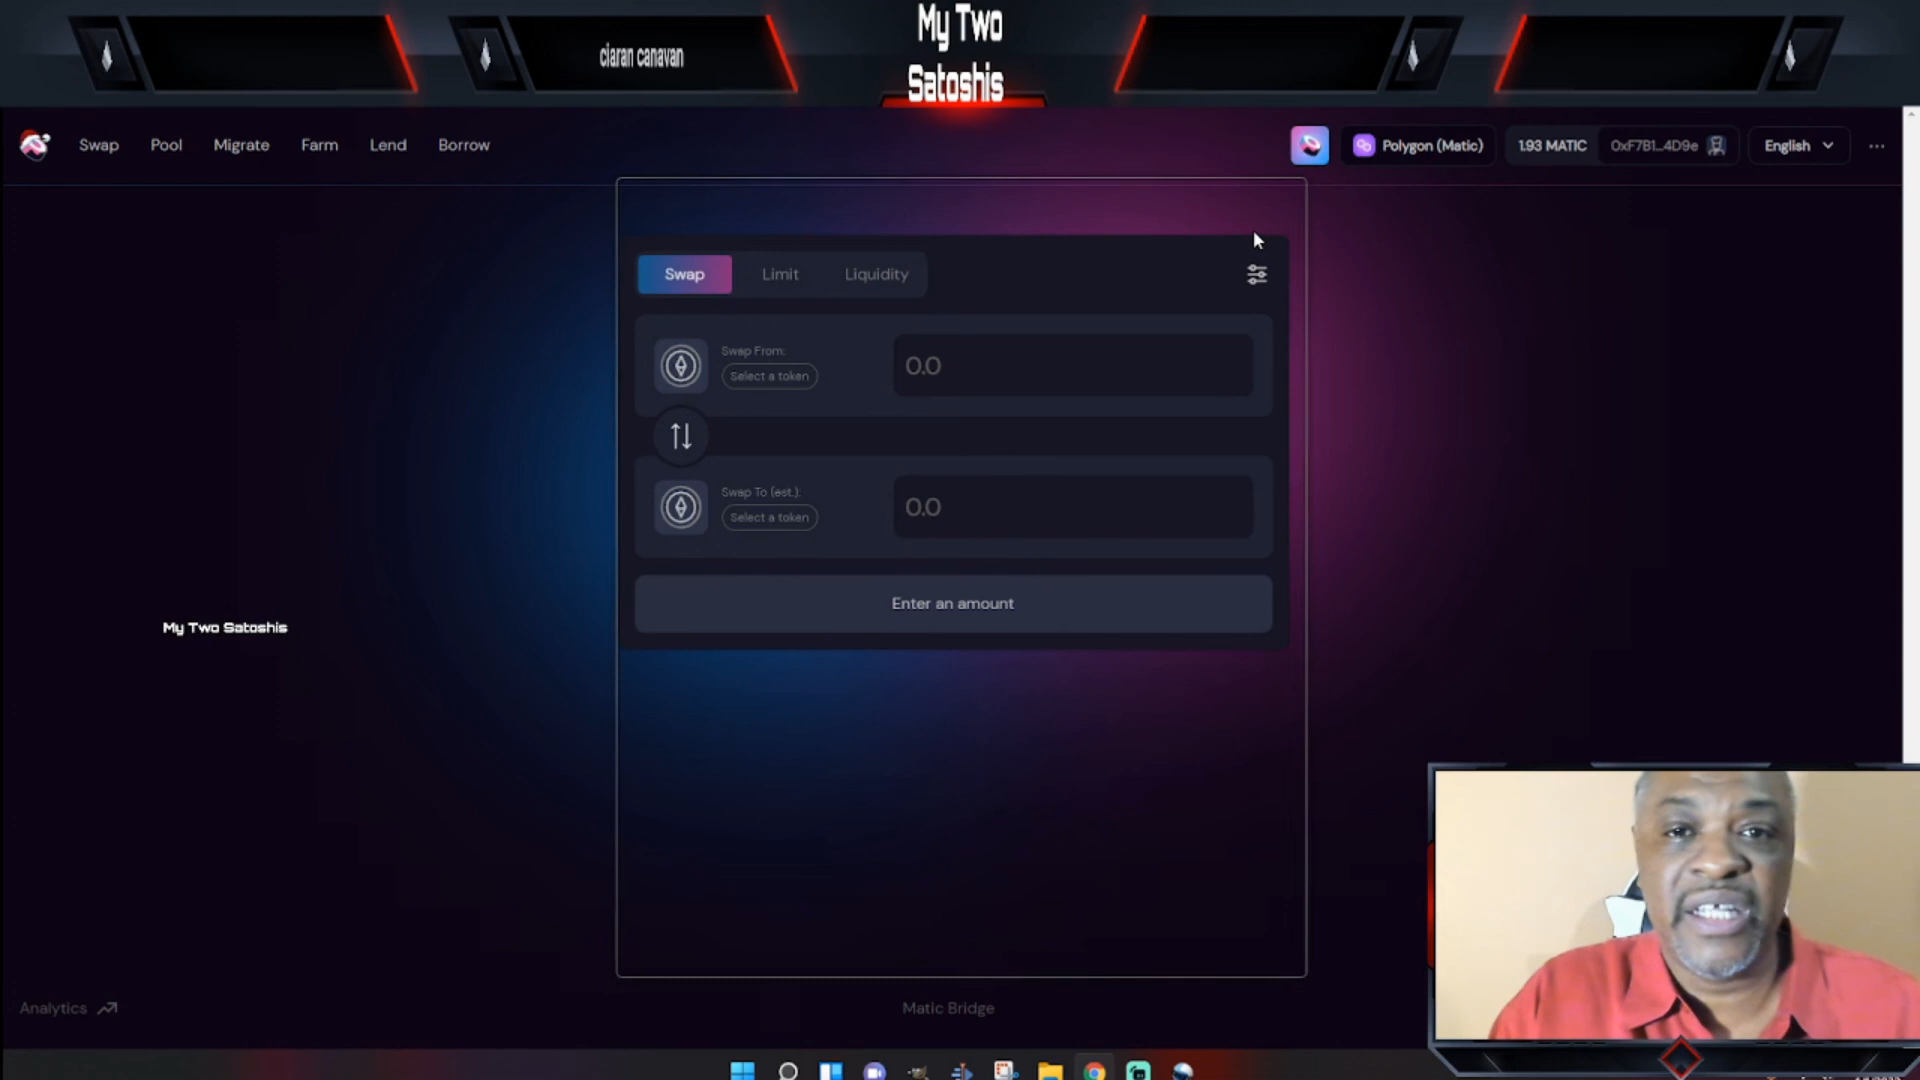 My Two
Satoshis
ciaran canavan
Swap Pool Migrate Farm Lend Borrow
Polygon (Matic) 1.93 MATIC 0xF7B1...4D9e English ...
Swap Limit Liquidity
Swap From:
Select a token
0.0
Swap To (est.):
Select a token
0.0
Enter an amount
My Two Satoshis
Analytics
Matic Bridge